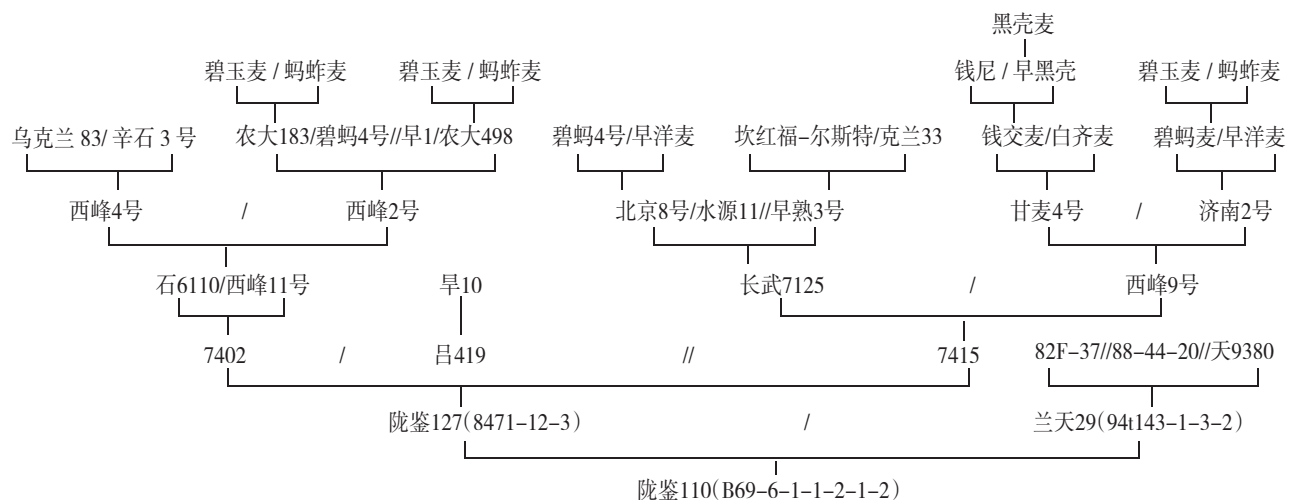 黑壳麦
碧玉麦 / 蚂蚱麦 碧玉麦 / 蚂蚱麦 钱尼 / 早黑壳 碧玉麦 / 蚂蚱麦
乌克兰 83/ 辛石 3 号 农大183/碧蚂4号//早1/农大498 碧蚂4号/早洋麦 坎红福-尔斯特/克兰33 钱交麦/白齐麦 碧蚂麦/早洋麦
西峰4号 / 西峰2号 北京8号/水源11//早熟3号 甘麦4号 / 济南2号
石6110/西峰11号 旱10 长武7125 / 西峰9号
7402 / 吕419 // 7415 82F-37//88-44-20//天9380
陇鉴127(8471-12-3) / 兰天29(94t143-1-3-2)
陇鉴110(B69-6-1-1-2-1-2)